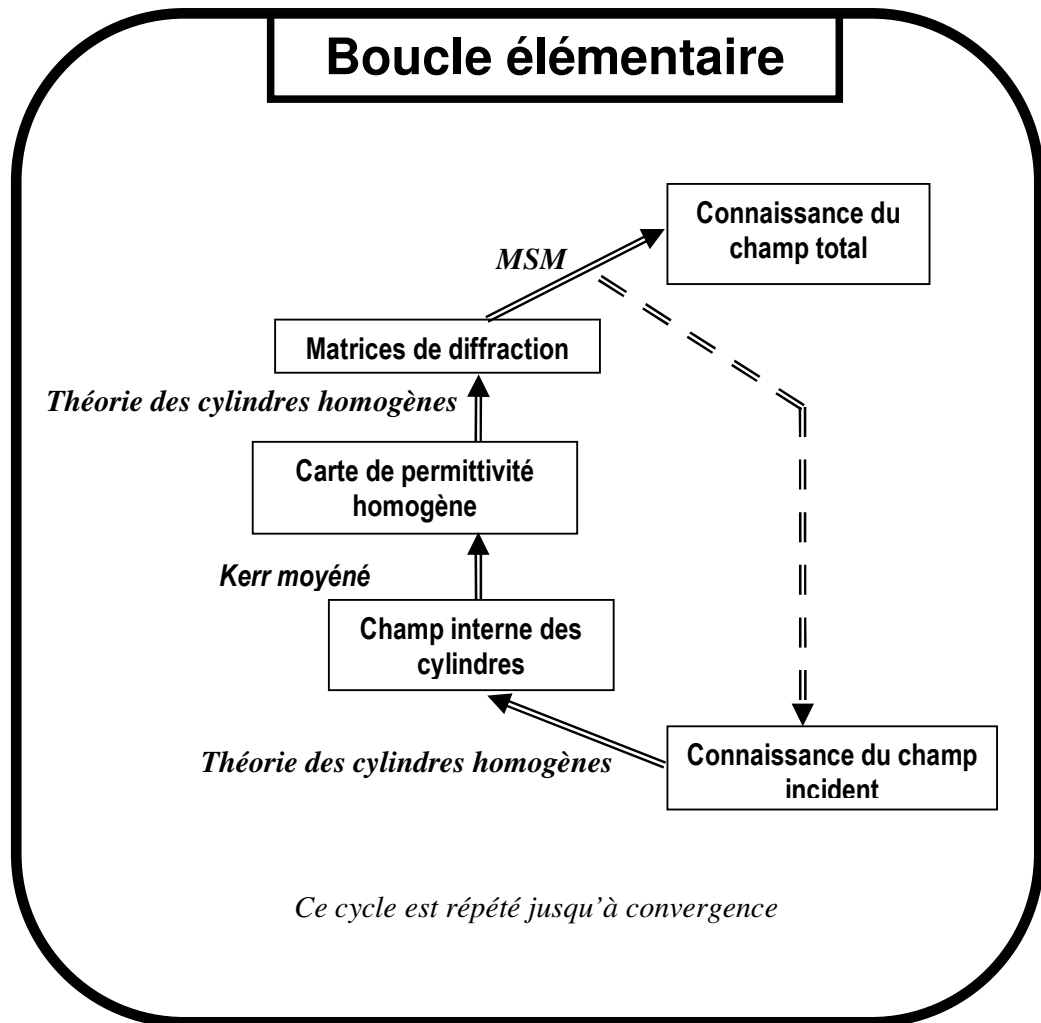 Boucle élémentaire
Connaissance du
champ total
MSM
Matrices de diffraction
Théorie des cylindres homogènes
Carte de permittivité
homogène
Kerr moyéné
Champ interne des
cylindres
Théorie des cylindres homogènes
Connaissance du champ
incident
Ce cycle est répété jusqu'à convergence